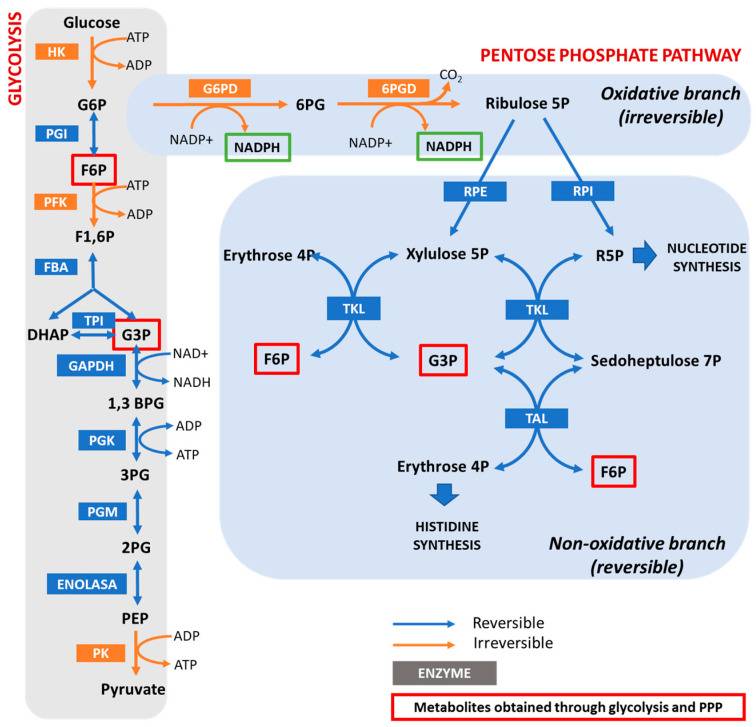 GLYCOLYSIS
Glucose
HK
ATP
ADP
G6P
PGI
F6P
PFK
ATP
ADP
F1,6P
FBA
DHAP
TPI
G3P
GAPDH
NAD+
NADH
1,3 BPG
PGK
ADP
ATP
3PG
PGM
2PG
ENOLASA
PEP
PK
ADP
ATP
Pyruvate
PENTOSE PHOSPHATE PATHWAY
G6PD
NADP+
NADPH
6PG
6PGD
CO2
NADP+
NADPH
Ribulose 5P
Oxidative branch
(irreversible)
RPE
RPI
Erythrose 4P
Xylulose 5P
R5P
NUCLEOTIDE
SYNTHESIS
TKL
TKL
F6P
G3P
Sedoheptulose 7P
TAL
Erythrose 4P
F6P
HISTIDINE
SYNTHESIS
Non-oxidative branch
(reversible)
Reversible
Irreversible
ENZYME
Metabolites obtained through glycolysis and PPP